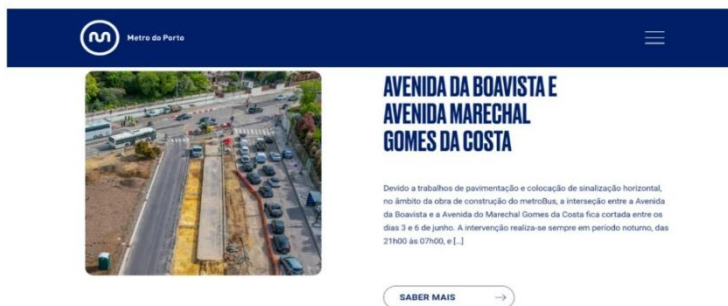 Metro do Porto
AVENIDA DA BOAVISTA E
AVENIDA MARECHAL
GOMES DA COSTA
Devido a trabalhos de pavimentação e colocação de sinalização horizontal,
no âmbito da obra de construção do metroBus, a interseção entre a Avenida
da Boavista e a Avenida do Marechal Gomes da Costa fica cortada entre os
dias 3 e 6 de junho. A intervenção realiza-se sempre em período noturno, das
21h00 às 07h00, e [...]
SABER MAIS